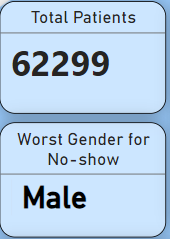 Total Patients
62299
Worst Gender for
No-show
Male